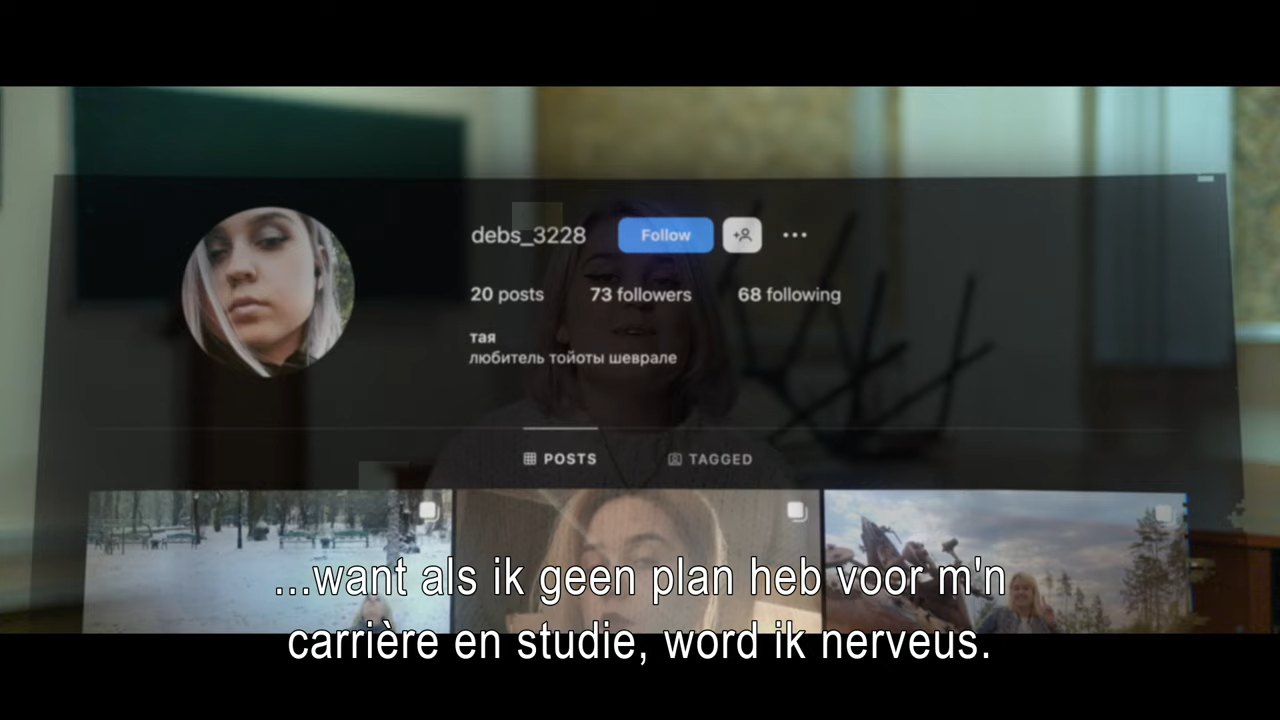 debs_3228
Follow
20 posts 73 followers 68 following
тая
любитель тойоты шеврале
POSTS TAGGED
...want als ik geen plan heb voor m'n
carrière en studie, word ik nerveus.